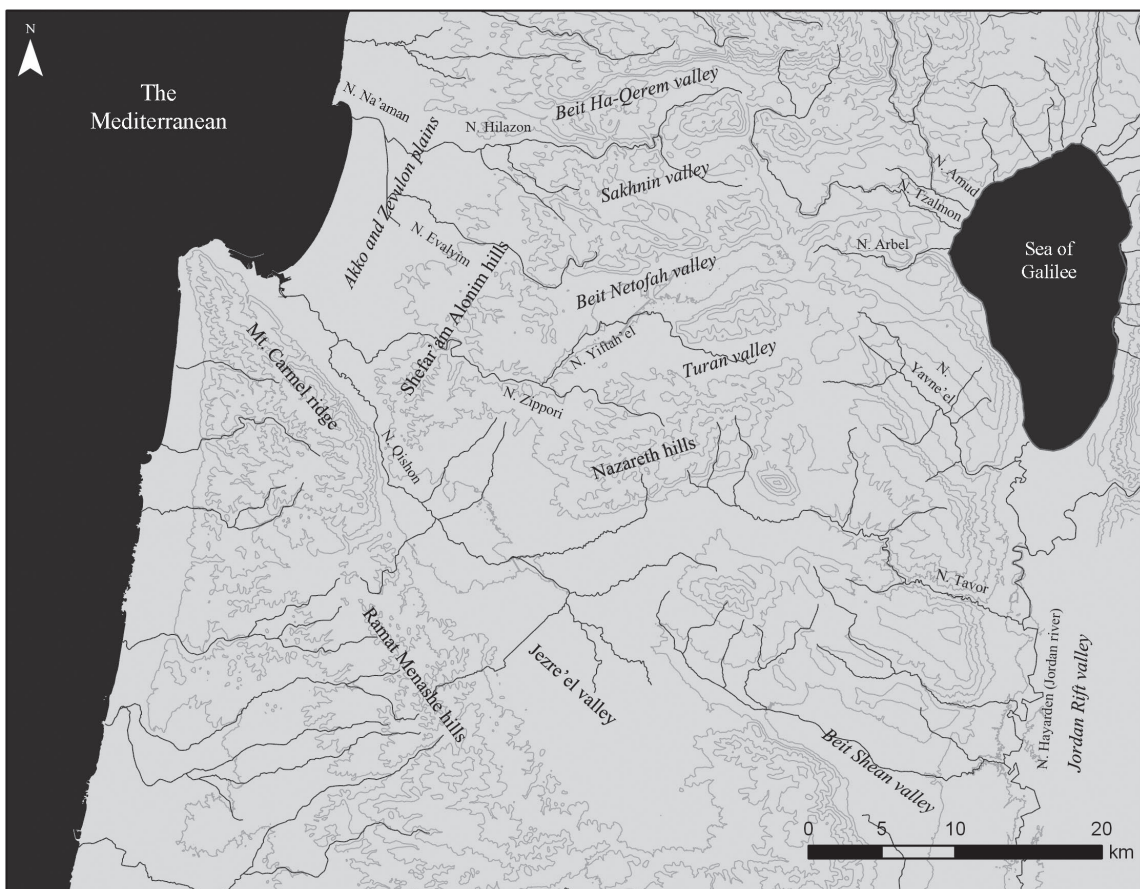 N
The
Mediterranean
N. Na'aman
Beit Ha-Qerem valley
N. Hilazon
Akko and Zevulon plains
Sakhnin valley
N. Amud
N. Tzalmon
N. Evalyim
N. Arbel
Sea of
Galilee
Shefar'am Alonim hills
Beit Netofah valley
Mt. Carmel ridge
N. Yiftah'el
Turan valley
N.
Yavne'el
N. Zippori
N. Qishon
Nazareth hills
N. Tavor
Ramat Menashe hills
Jezre'el valley
N. Hayarden (Jordan river)
Jordan Rift valley
Beit Shean valley
0 5 10 20
km